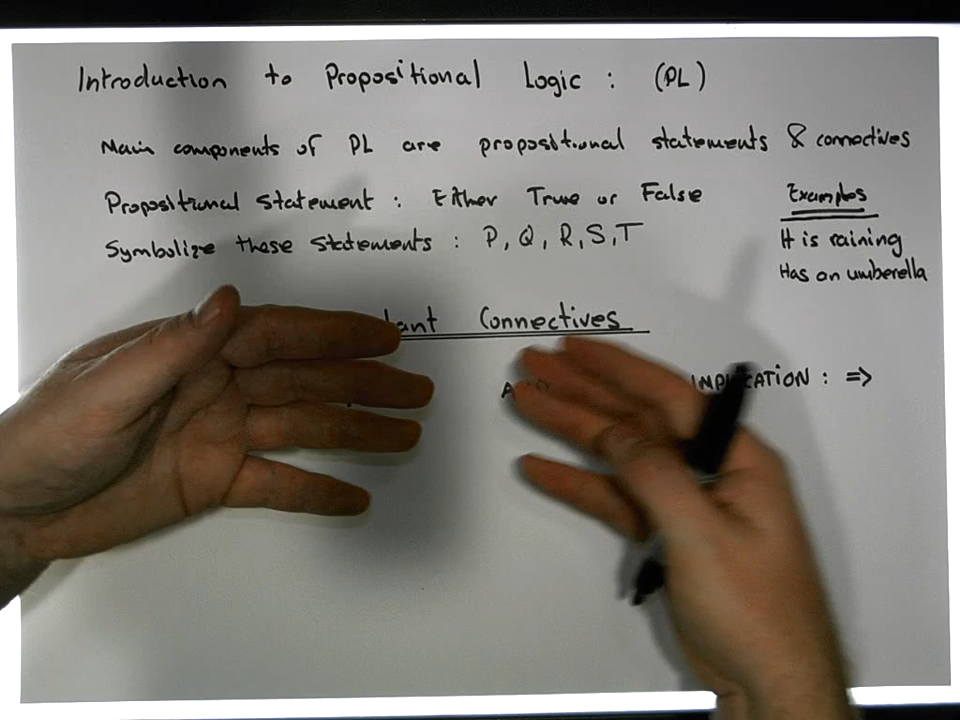 Introduction to Propositional Logic : (PL)
Main components of PL are propositional statements & connectives
Propositional statement : Either True or False
Symbolize these statements : P, Q, R, S, T
Examples
It is raining
Has an umberella
Connectives
: =>